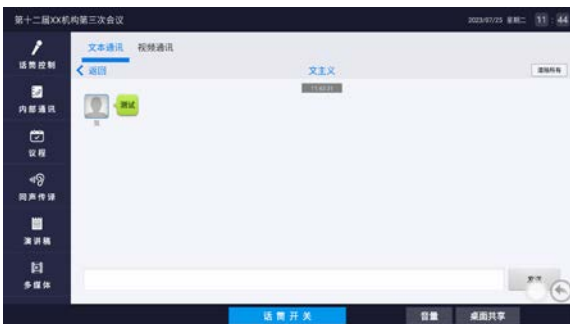 第十二届XX机构第三次会议
2023/07/25 星期二 11:44
话筒控制
内部通讯
议程
同声传译
演讲稿
多媒体
文本通讯 视频通讯
返回
文主义
清除所有
测试
我
发送
话筒开关
音量
桌面共享